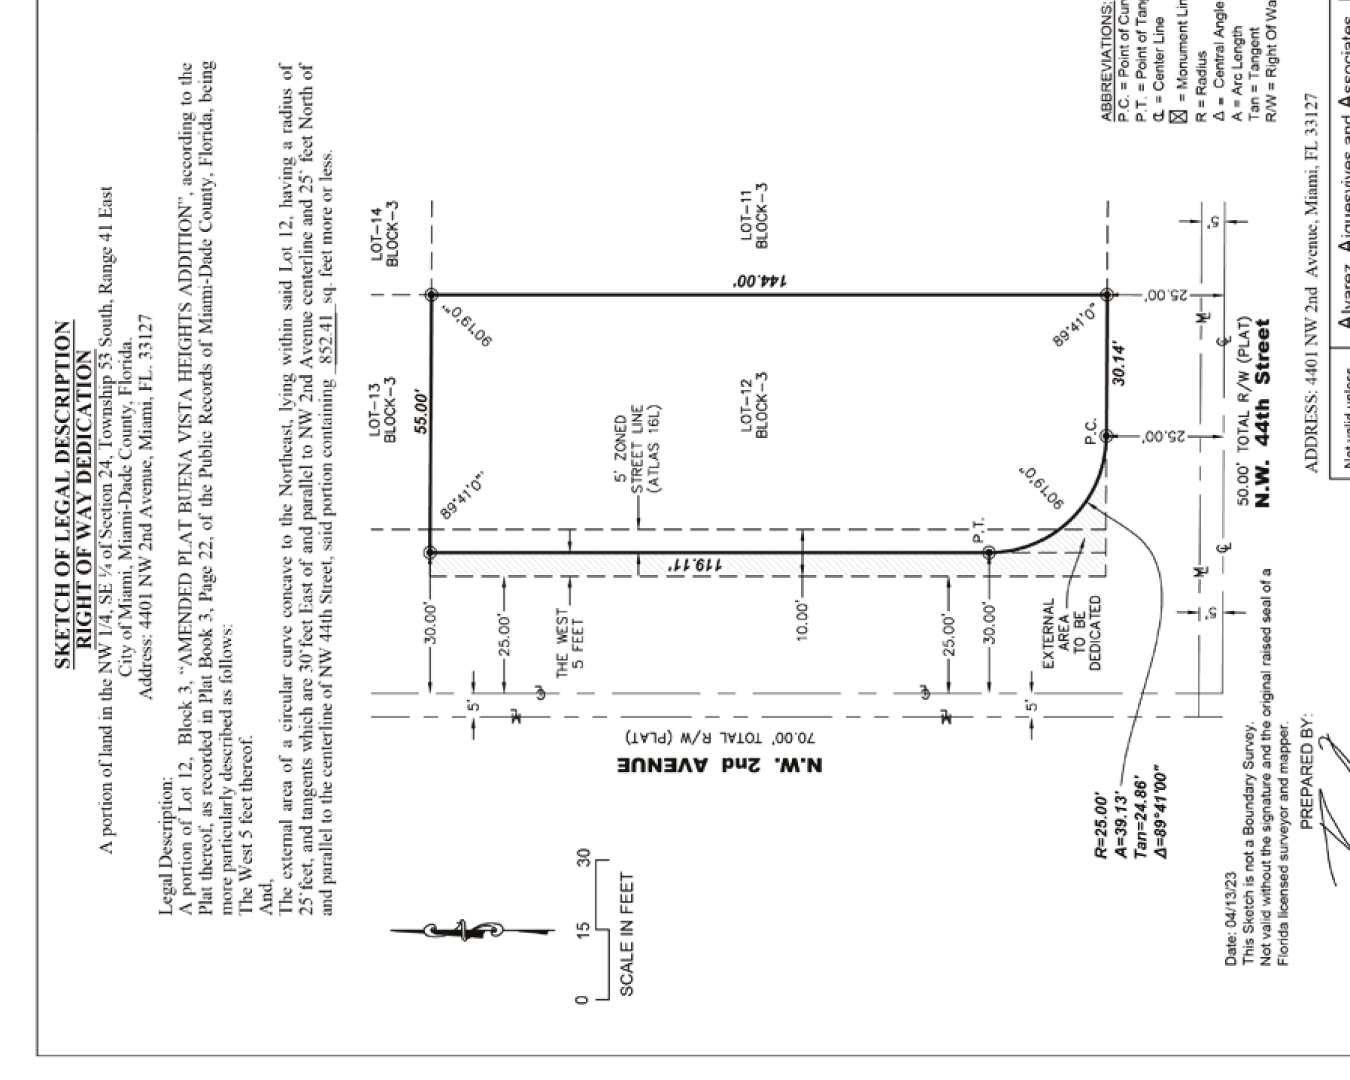 SKETCH OF LEGAL DESCRIPTION
RIGHT OF WAY DEDICATION
A portion of land in the NW 1/4, SE ¼ of Section 24, Township 53 South, Range 41 East
City of Miami, Miami-Dade County, Florida.
Address: 4401 NW 2nd Avenue, Miami, FL. 33127
Legal Description:
A portion of Lot 12, Block 3, “AMENDED PLAT BUENA VISTA HEIGHTS ADDITION”, according to the
Plat thereof, as recorded in Plat Book 3, Page 22, of the Public Records of Miami-Dade County, Florida, being
more particularly described as follows:
The West 5 feet thereof.
And,
The external area of a circular curve concave to the Northeast, lying within said Lot 12, having a radius of
25' feet, and tangents which are 30' feet East of and parallel to NW 2nd Avenue centerline and 25' feet North of
and parallel to the centerline of NW 44th Street, said portion containing 852.41 sq. feet more or less.
LOT-13
BLOCK-3
LOT-14
BLOCK-3
55.00'
89°41'0"
90°19'0"
30.00'
25.00'
5'
THE WEST
5 FEET
5' ZONED
STREET LINE
(ATLAS 16L)
119.11'
144.00'
LOT-12
BLOCK-3
LOT-11
BLOCK-3
10.00'
N.W. 2nd AVENUE
70.00' TOTAL R/W (PLAT)
25.00'
30.00'
5'
P.T.
90°19'0"
P.C.
89°41'0"
30.14'
EXTERNAL
AREA
TO BE
DEDICATED
25.00'
25.00'
M
M
M
M
5'
5'
R=25.00'
A=39.13'
Tan=24.86'
Δ=89°41'00"
50.00' TOTAL R/W (PLAT)
N.W. 44th Street
0 15 30
SCALE IN FEET
ABBREVIATIONS:
P.C. = Point of
P.T. = Point of
℄ = Center Line
= Monument
R = Radius
Δ = Central Angle
A = Arc Length
Tan = Tangent
R/W = Right Of
Date: 04/13/23
This Sketch is not a Boundary Survey.
Not valid without the signature and the original raised seal of a
Florida licensed surveyor and mapper.
PREPARED BY:
ADDRESS: 4401 NW 2nd Avenue, Miami, FL 33127
Alvarez, Aiguesvives and Associates,
Not valid unless